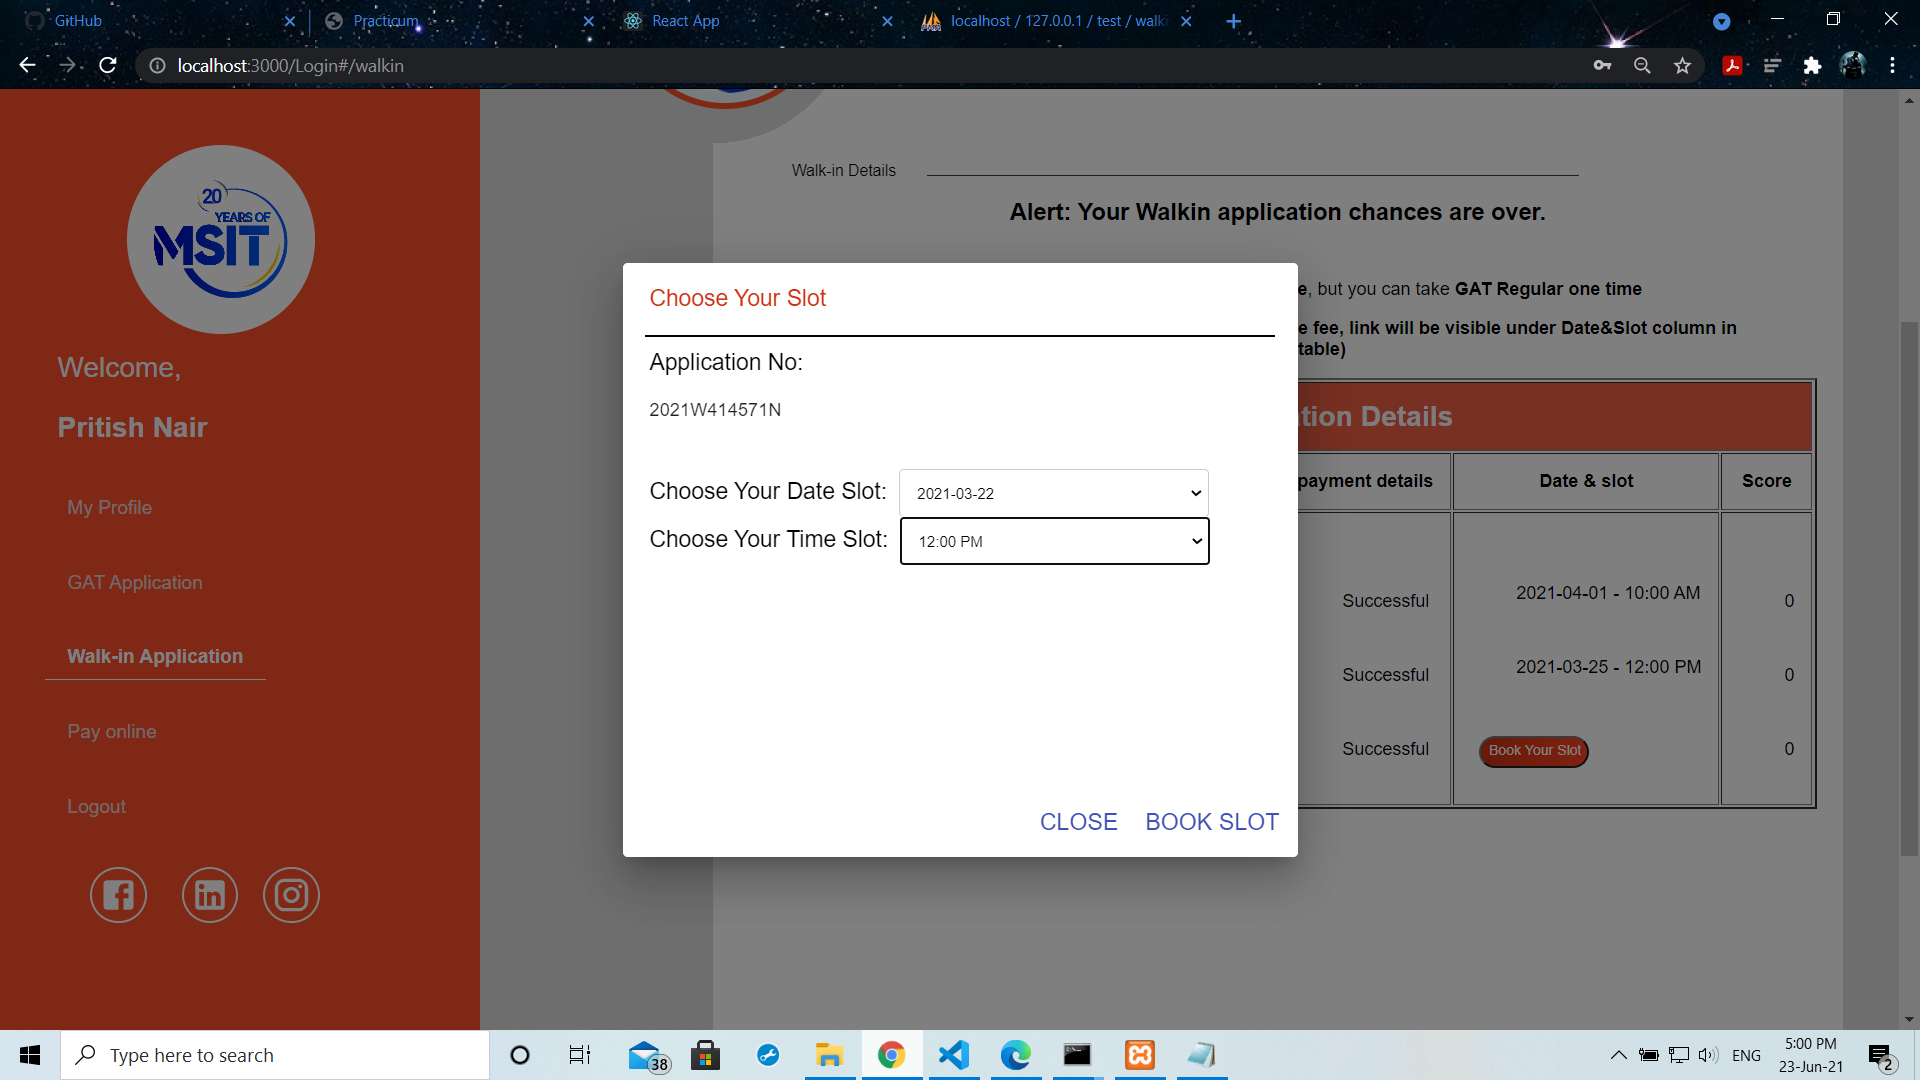 GitHub
Practicum
React App
localhost / 127.0.0.1 / test / walki
localhost:3000/Login#/walkin
20
YEARS OF
MSIT
Welcome,
Pritish Nair
My Profile
GAT Application
Walk-in Application
Pay online
Logout
Walk-in Details
Alert: Your Walkin application chances are over.
e, but you can take GAT Regular one time
e fee, link will be visible under Date&Slot column in
table)
tion Details
payment details
Date & slot
Score
Successful
2021-04-01 - 10:00 AM
0
Successful
2021-03-25 - 12:00 PM
0
Successful
Book Your Slot
0
Choose Your Slot
Application No:
2021W414571N
Choose Your Date Slot:
2021-03-22
Choose Your Time Slot:
12:00 PM
CLOSE
BOOK SLOT
Type here to search
38
ENG
5:00 PM
23-Jun-21
2